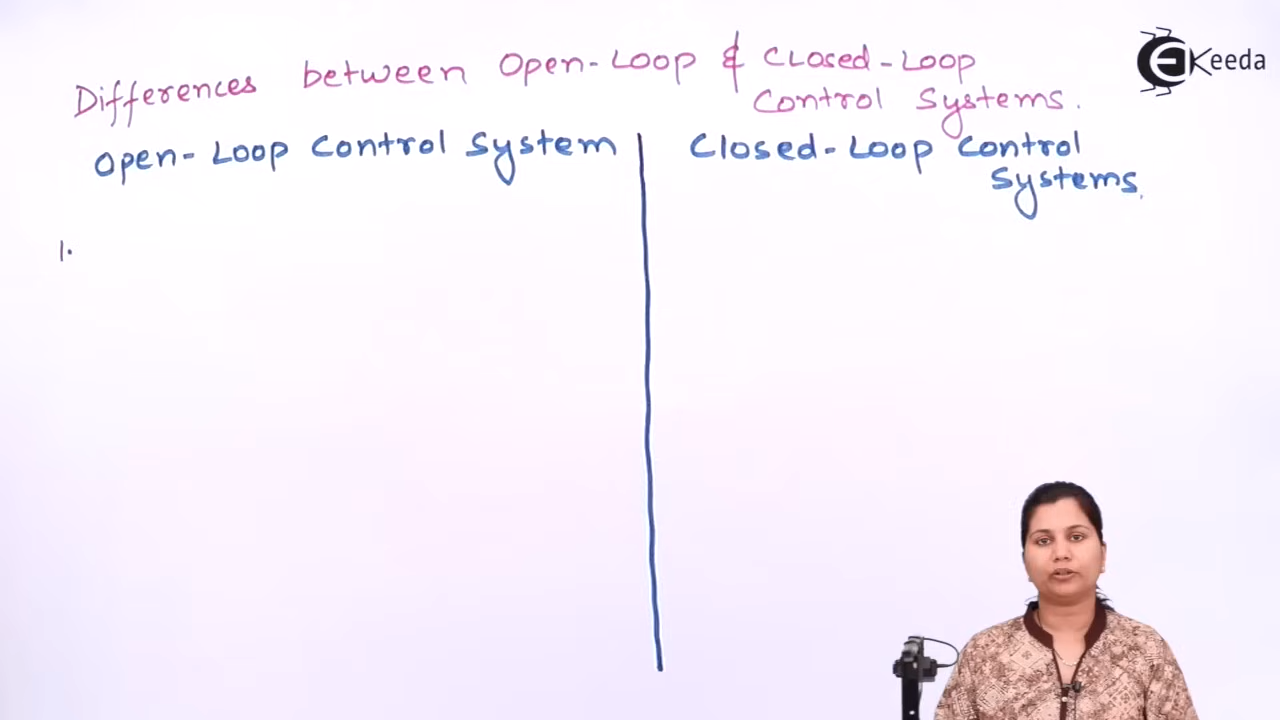 Differences between Open-Loop & Closed-Loop
Control Systems.
Open-Loop Control System
Closed-Loop Control
Systems.
1.
EKeeda